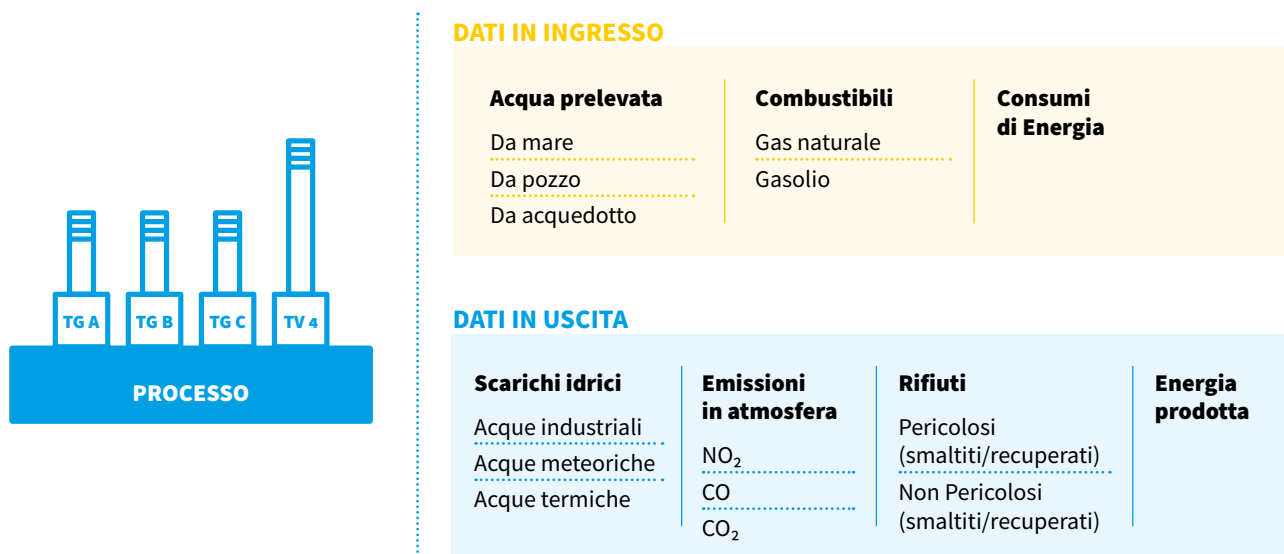 TG A
TG B
TG C
TV 4
PROCESSO
DATI IN INGRESSO
Acqua prelevata
Da mare
Da pozzo
Da acquedotto
Combustibili
Gas naturale
Gasolio
Consumi
di Energia
DATI IN USCITA
Scarichi idrici
Acque industriali
Acque meteoriche
Acque termiche
Emissioni
in atmosfera
NO₂
CO
CO₂
Rifiuti
Pericolosi
(smaltiti/recuperati)
Non Pericolosi
(smaltiti/recuperati)
Energia
prodotta